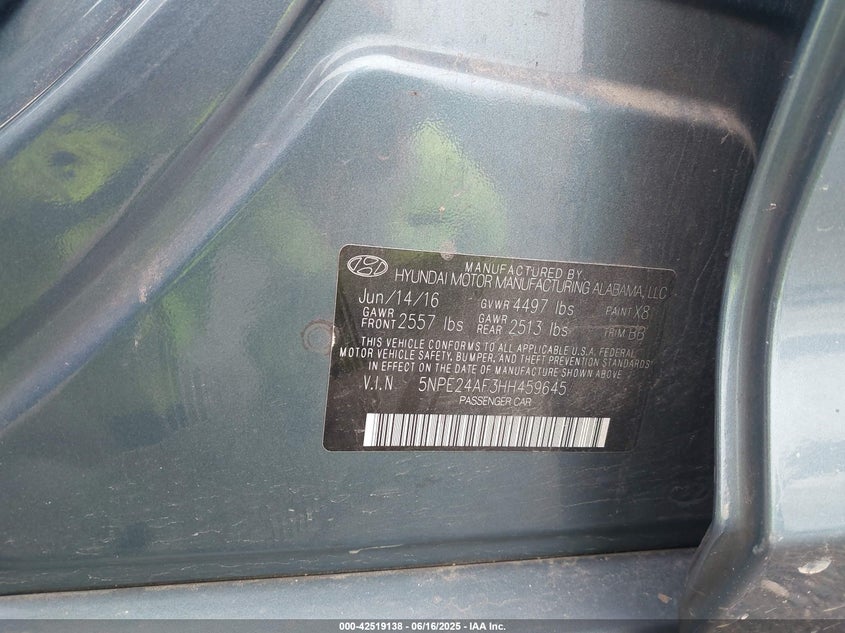 MANUFACTURED BY
HYUNDAI MOTOR MANUFACTURING ALABAMA, LLC
Jun/14/16 GVWR 4497 lbs PAINT X8
GAWR FRONT 2557 lbs GAWR REAR 2513 lbs TRIM BB
THIS VEHICLE CONFORMS TO ALL APPLICABLE U.S.A. FEDERAL
MOTOR VEHICLE SAFETY, BUMPER, AND THEFT PREVENTION STANDARDS
IN EFFECT ON THE DATE OF MANUFACTURE SHOWN ABOVE
V.I.N 5NPE24AF3HH459645
PASSENGER CAR
000-42519138 - 06/16/2025 - IAA Inc.